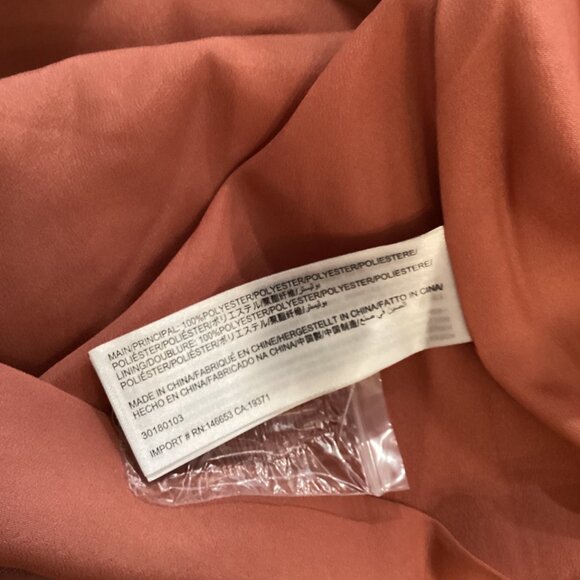 MAIN/PRINCIPAL: 100%POLYESTER/POLYESTER/POLYESTER/POLIESTERE/
POLIÉSTER/POLIÉSTER/ポリエステル/聚酯纤维/بوليستر
LINING/DOUBLURE: 100%POLYESTER/POLYESTER/POLYESTER/POLIESTERE/
POLIÉSTER/POLIÉSTER/ポリエステル/聚酯纤维/بوليستر
MADE IN CHINA/FABRIQUÉ EN CHINE/HERGESTELLT IN CHINA/FATTO IN CINA/
HECHO EN CHINA/FABRICADO NA CHINA/中国製/中国制造/
30180103
IMPORT # RN:146653 CA:19371